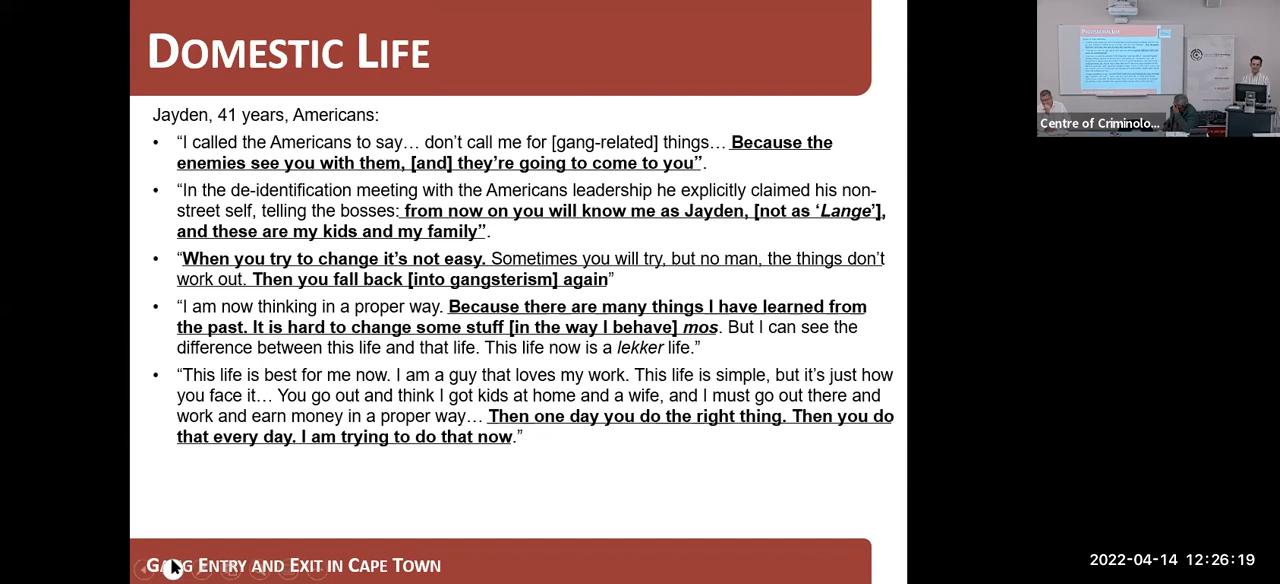 DOMESTIC LIFE
Jayden, 41 years, Americans:
• “I called the Americans to say… don’t call me for [gang-related] things… Because the
enemies see you with them, [and] they’re going to come to you”.
• “In the de-identification meeting with the Americans leadership he explicitly claimed his non-
street self, telling the bosses: from now on you will know me as Jayden, [not as ‘Lange’],
and these are my kids and my family”.
• “When you try to change it’s not easy. Sometimes you will try, but no man, the things don’t
work out. Then you fall back [into gangsterism] again”
• “I am now thinking in a proper way. Because there are many things I have learned from
the past. It is hard to change some stuff [in the way I behave] mos. But I can see the
difference between this life and that life. This life now is a lekker life.”
• “This life is best for me now. I am a guy that loves my work. This life is simple, but it’s just how
you face it… You go out and think I got kids at home and a wife, and I must go out there and
work and earn money in a proper way… Then one day you do the right thing. Then you do
that every day. I am trying to do that now.”
GANG ENTRY AND EXIT IN CAPE TOWN
Centre of Criminolo...
2022-04-14 12:26:19